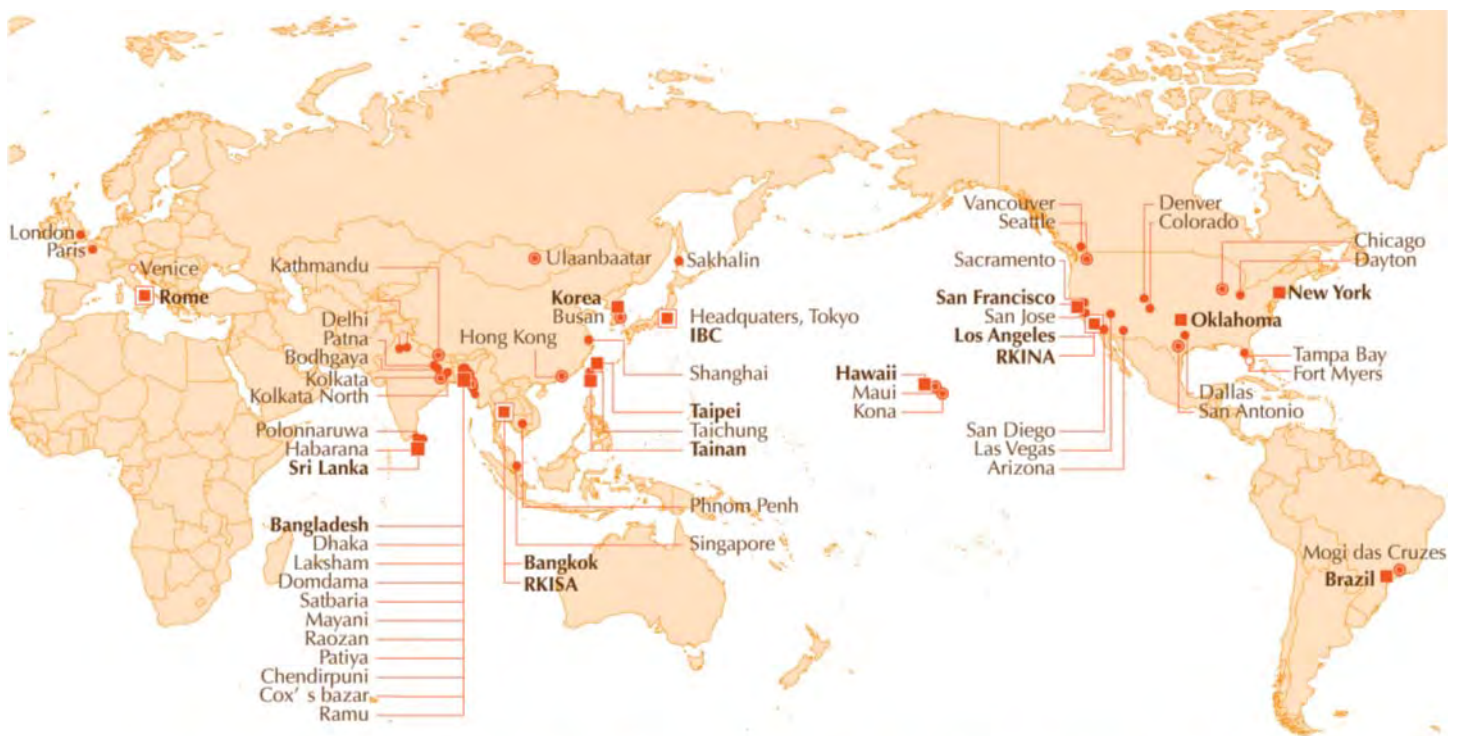 London
Paris
Venice
Rome
Kathmandu
Delhi
Patna
Bodhgaya
Kolkata
Kolkata North
Polonnaruwa
Habarana
Sri Lanka
Bangladesh
Dhaka
Laksham
Domdama
Satbaria
Mayani
Raozan
Patiya
Chendirpuni
Cox’ s bazar
Ramu
Ulaanbaatar
Sakhalin
Korea
Busan
Hong Kong
Headquaters, Tokyo
IBC
Shanghai
Taipei
Taichung
Tainan
Phnom Penh
Singapore
Bangkok
RKISA
Vancouver
Seattle
Sacramento
San Francisco
San Jose
Los Angeles
RKINA
Hawaii
Maui
Kona
San Diego
Las Vegas
Arizona
Denver
Colorado
Chicago
Dayton
New York
Oklahoma
Tampa Bay
Fort Myers
Dallas
San Antonio
Mogi das Cruzes
Brazil